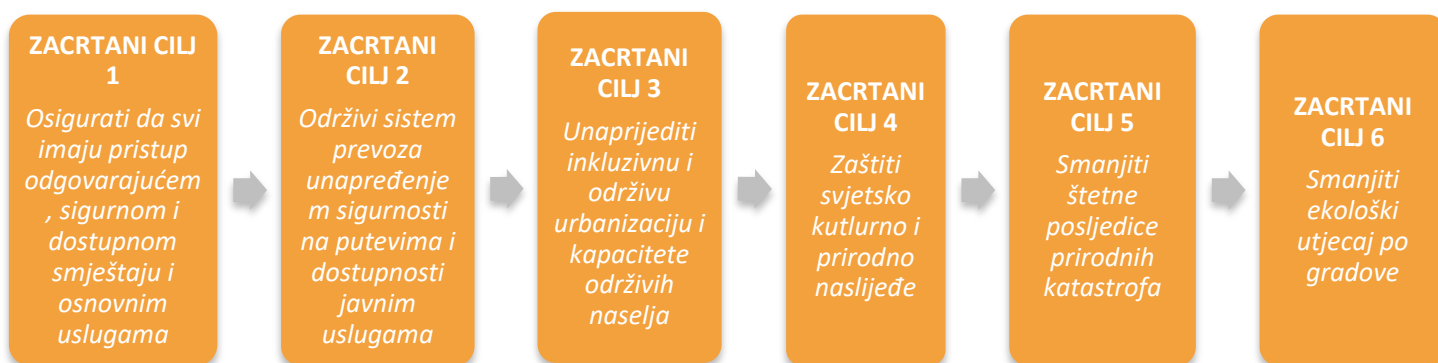 ZACRTANI CILJ
1
Osigurati da svi
imaju pristup
odgovarajućem
, sigurnom i
dostupnom
smještaju i
osnovnim
uslugama
ZACRTANI
CILJ 2
Održivi sistem
prevoza
unapređenje
m sigurnosti
na putevima i
dostupnosti
javnim
uslugama
ZACRTANI
CILJ 3
Unaprijediti
inkluzivnu i
održivu
urbanizaciju i
kapacitete
održivih
naselja
ZACRTANI
CILJ 4
Zaštiti
svjetsko
kutlurno i
prirodno
naslijeđe
ZACRTANI
CILJ 5
Smanjiti
štetne
posljedice
prirodnih
katastrofa
ZACRTANI
CILJ 6
Smanjiti
ekološki
utjecaj po
gradove